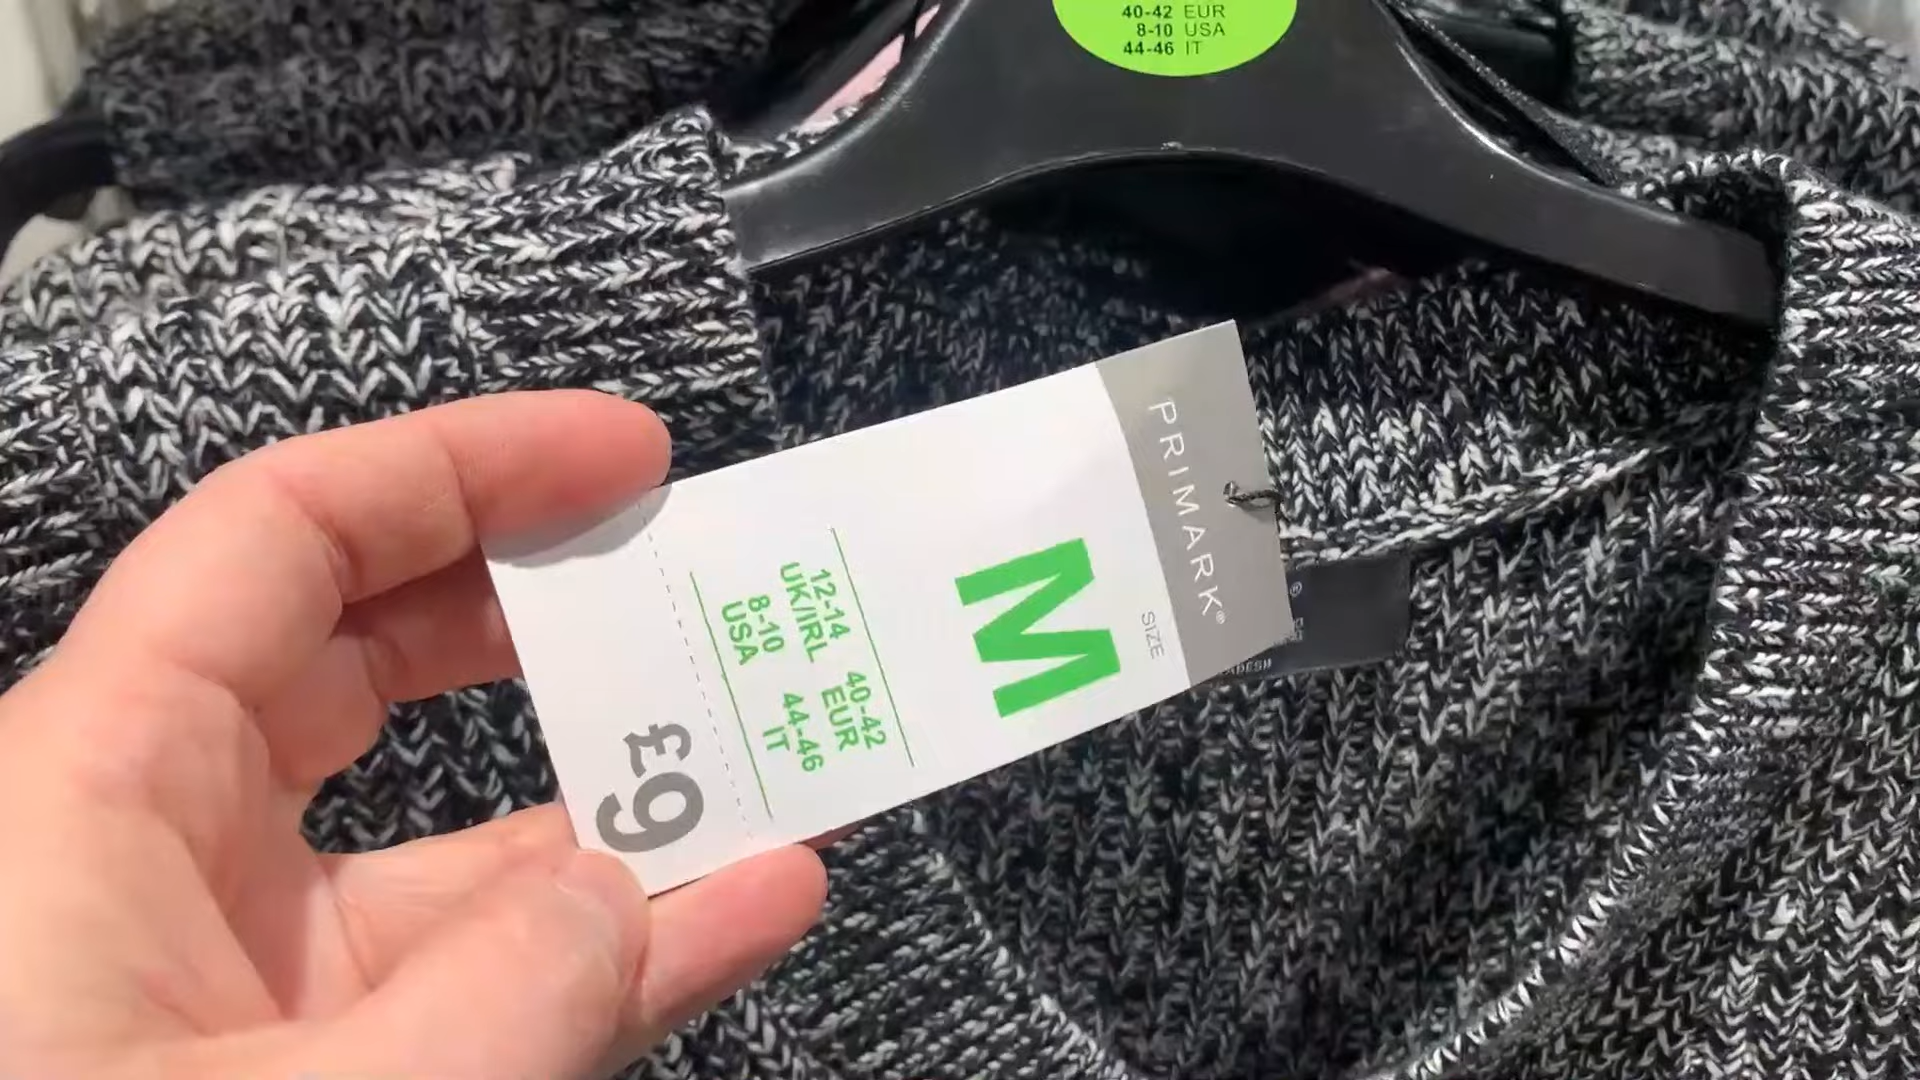 40-42 EUR
8-10 USA
44-46 IT
PRIMARK®
SIZE
M
12-14 40-42
UK/IRL EUR
8-10 44-46
USA IT
£9
®